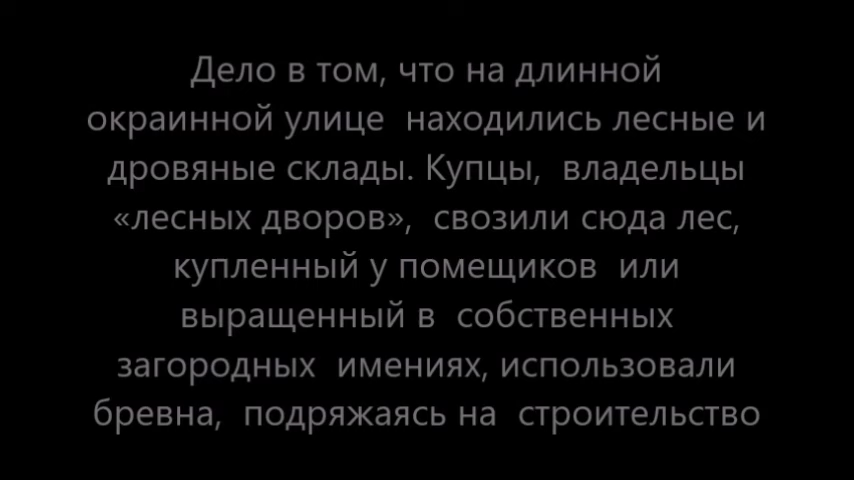 Дело в том, что на длинной
окраинной улице находились лесные и
дровяные склады. Купцы, владельцы
«лесных дворов», свозили сюда лес,
купленный у помещиков или
выращенный в собственных
загородных имениях, использовали
бревна, подряжаясь на строительство